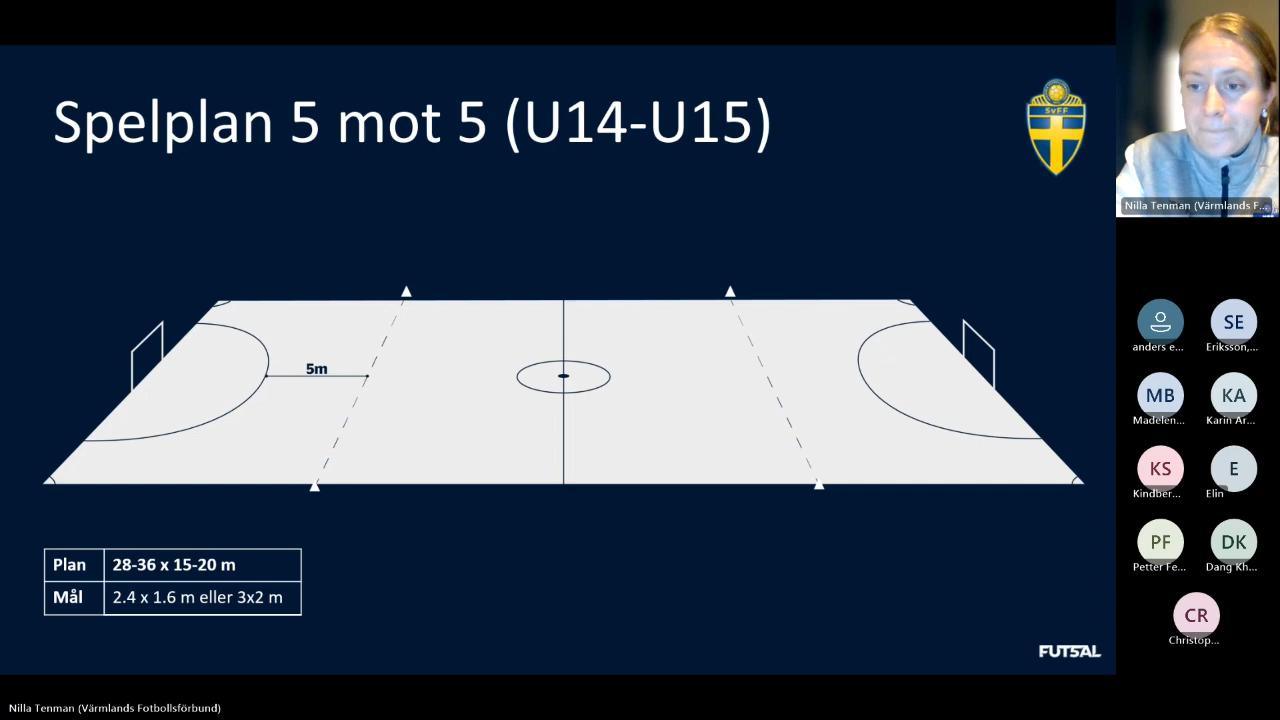 Spelplan 5 mot 5 (U14-U15)
SvFF
Nilla Tenman (Värmlands F...
5m
anders e...
SE
Eriksson,...
MB
Madelen...
KA
Karin Ar...
KS
Kindber...
E
Elin
PF
Petter Fe...
DK
Dang Kh...
CR
Christop...
Plan 28-36 x 15-20 m
Mål 2.4 x 1.6 m eller 3x2 m
FUTSAL
Nilla Tenman (Värmlands Fotbollsförbund)